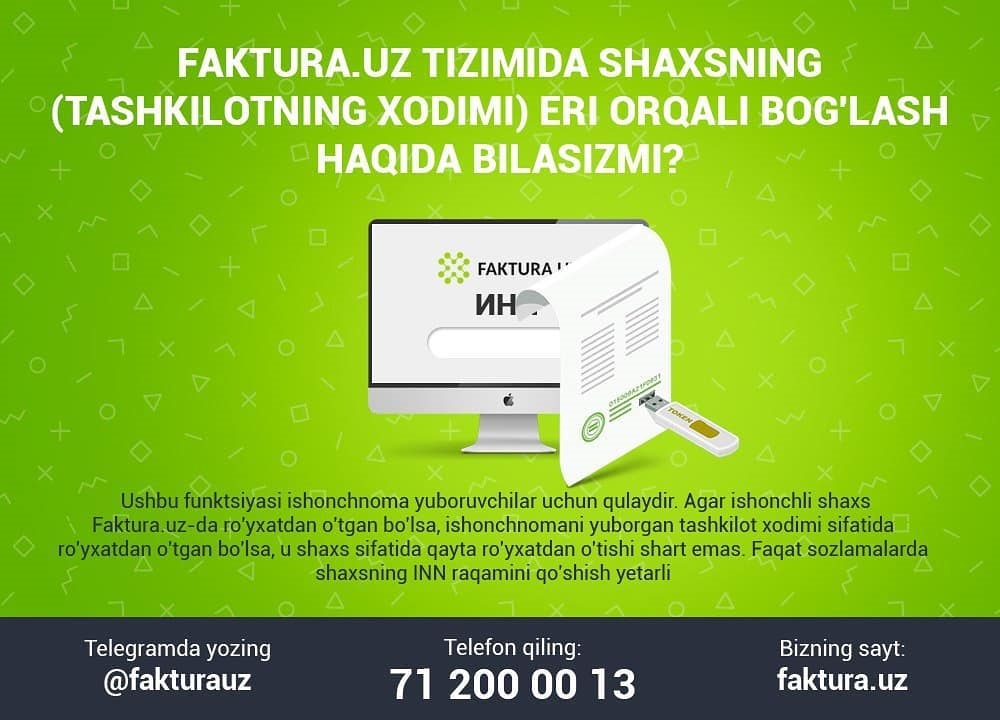 FAKTURA.UZ TIZIMIDA SHAXSNING
(TASHKILOTNING XODIMI) ERI ORQALI BOG'LASH
HAQIDA BILASIZMI?
FAKTURA
ИН
015009A21F0831
TOKEN
Ushbu funktsiyasi ishonchnoma yuboruvchilar uchun qulaydir. Agar ishonchli shaxs
Faktura.uz-da ro'yxatdan o'tgan bo'lsa, ishonchnomani yuborgan tashkilot xodimi sifatida
ro'yxatdan o'tgan bo'lsa, u shaxs sifatida qayta ro'yxatdan o'tishi shart emas. Faqat sozlamalarda
shaxsning INN raqamini qo'shish yetarli
Telegramda yozing
@fakturauz
Telefon qiling:
71 200 00 13
Bizning sayt:
faktura.uz